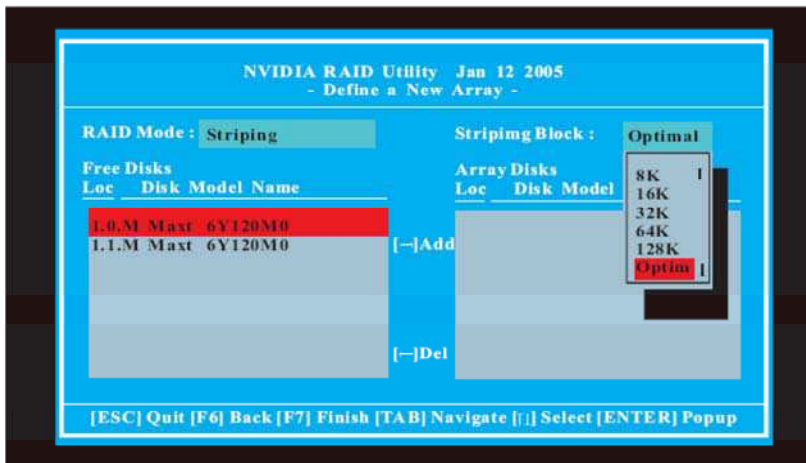 NVIDIA RAID Utility Jan 12 2005
- Define a New Array -
RAID Mode : Striping
Stripimg Block : Optimal
Free Disks
Loc Disk Model Name
Array Disks
Loc Disk Model
8K
16K
32K
64K
128K
Optim
1.0.M Maxt 6Y120M0
1.1.M Maxt 6Y120M0
[—]Add
[—]Del
[ESC] Quit [F6] Back [F7] Finish [TAB] Navigate [↑↓] Select [ENTER] Popup